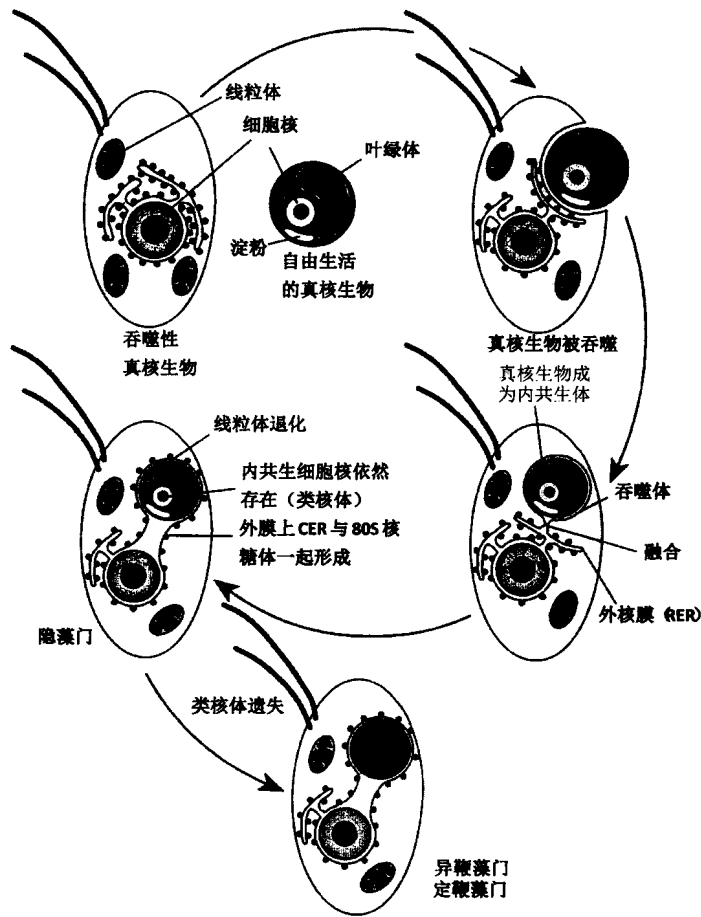 线粒体
细胞核
叶绿体
淀粉
自由生活
的真核生物
吞噬性
真核生物
真核生物被吞噬
真核生物成
为内共生体
吞噬体
融合
外核膜（RER）
线粒体退化
内共生细胞核依然
存在（类核体）
外膜上CER与80S核
糖体一起形成
隐藻门
类核体遗失
异鞭藻门
定鞭藻门